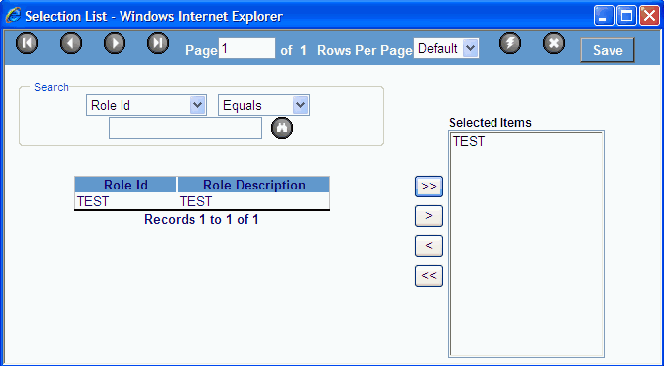 Selection List - Windows Internet Explorer
Page 1 of 1 Rows Per Page Default Save
Search
Role Id Equals
Selected Items
TEST
Role Id Role Description
TEST TEST
Records 1 to 1 of 1
>>
>
<
<<